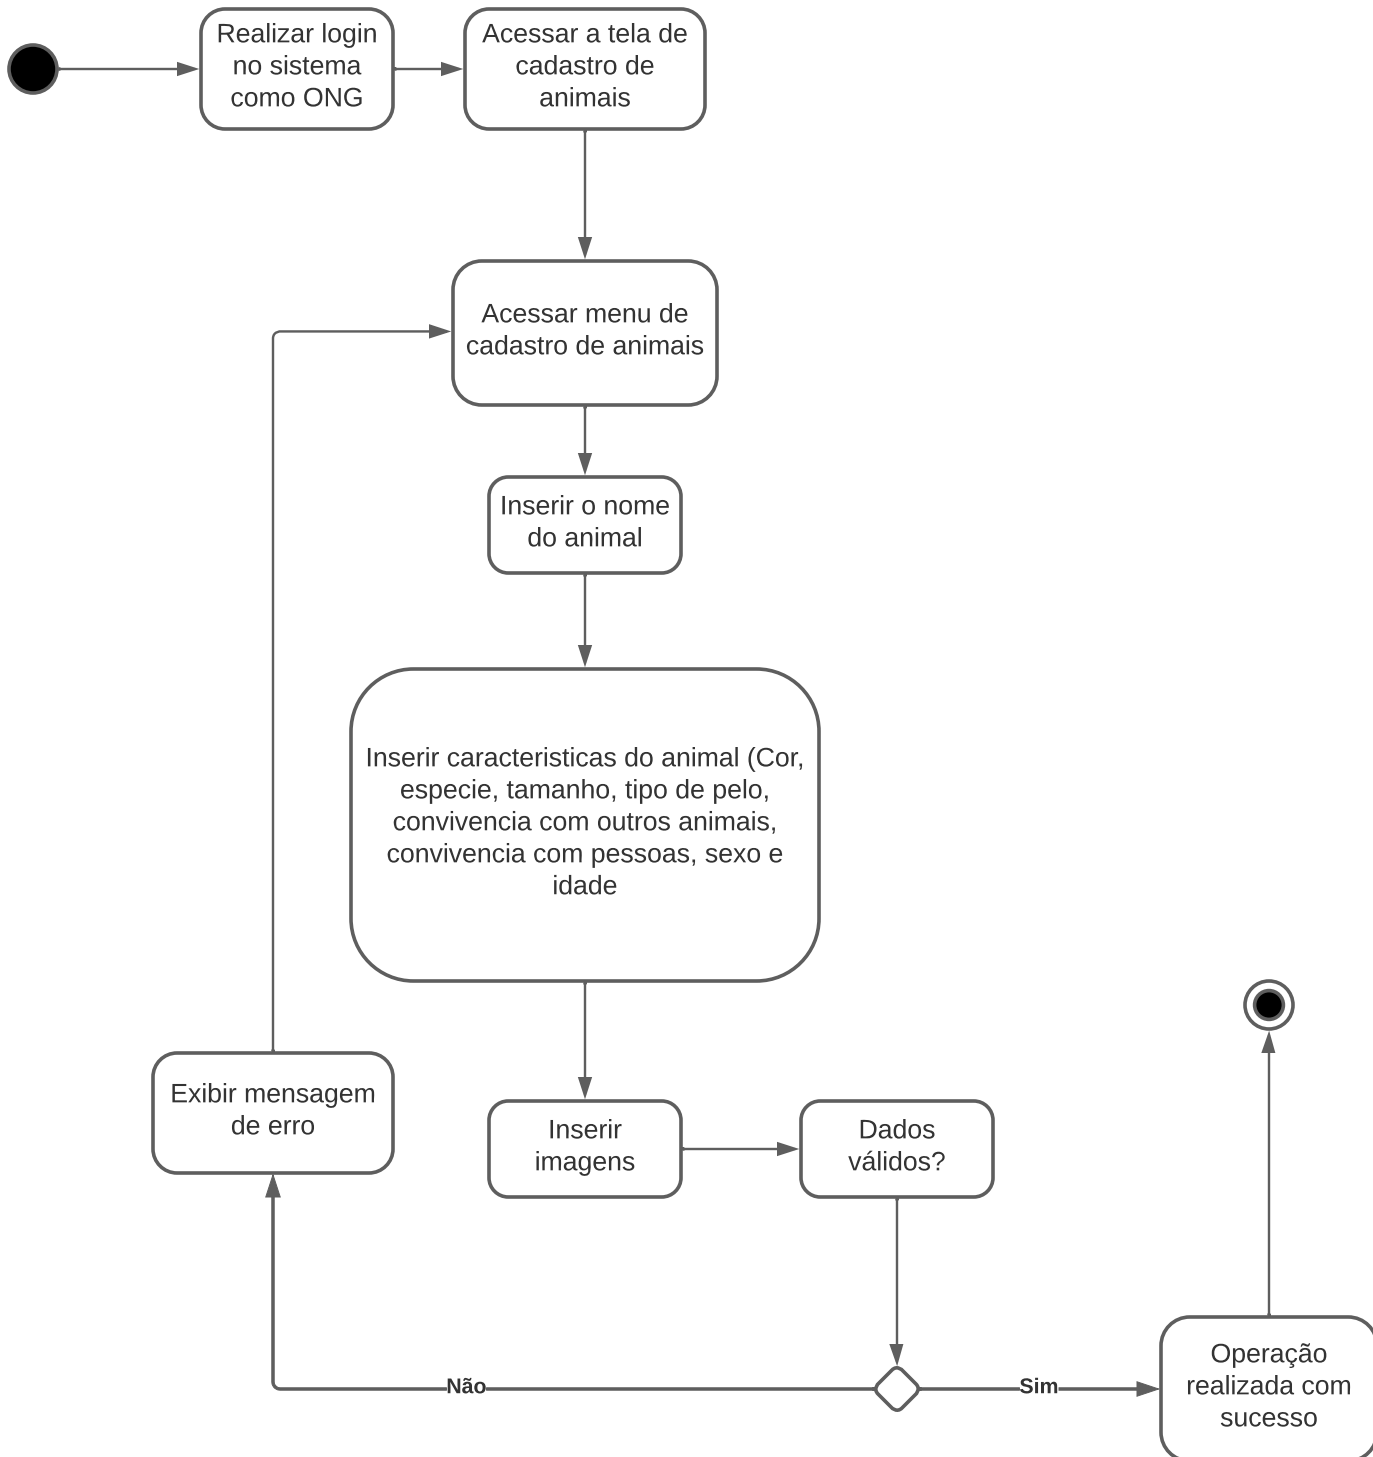 Realizar login
no sistema
como ONG
Acessar a tela de
cadastro de
animais
Acessar menu de
cadastro de animais
Inserir o nome
do animal
Inserir caracteristicas do animal (Cor,
especie, tamanho, tipo de pelo,
convivencia com outros animais,
convivencia com pessoas, sexo e
idade
Exibir mensagem
de erro
Inserir
imagens
Dados
válidos?
Não
Sim
Operação
realizada com
sucesso